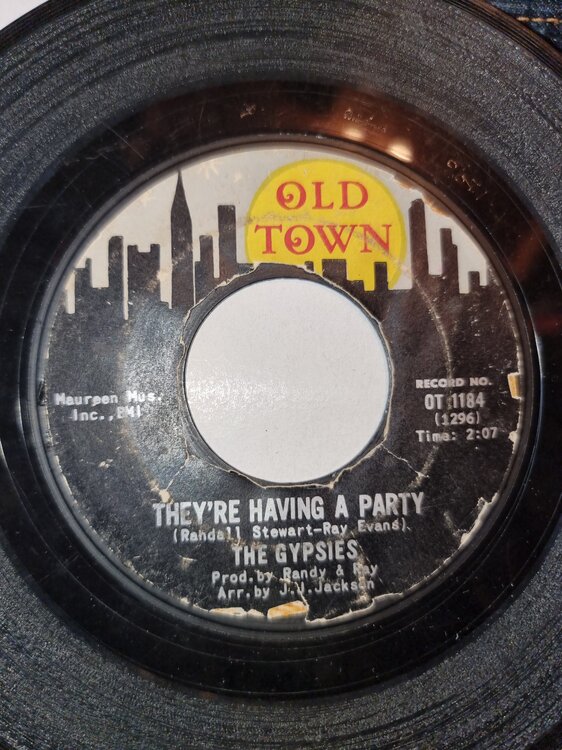 OLD
TOWN
Maureen Mus.
Inc., BMI
RECORD NO.
OT 1184
(1296)
Time: 2:07
THEY'RE HAVING A PARTY
(Randall Stewart-Ray Evans)
THE GYPSIES
Prod. by Randy & Ray
Arr. by J.J. Jackson